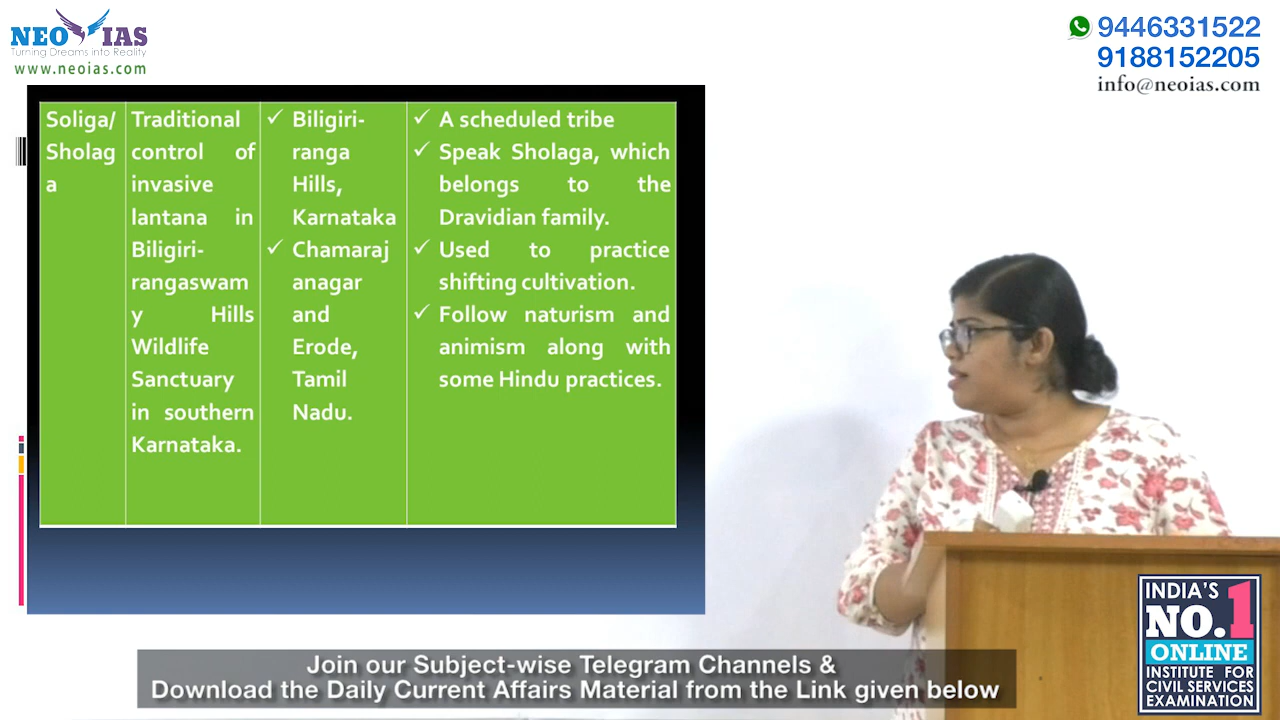 NEO IAS
Turning Dreams into Reality
www.neoias.com
9446331522
9188152205
info@neoias.com
Soliga/
Sholag
a
Traditional
control of
invasive
lantana in
Biligiri-
rangaswam
y Hills
Wildlife
Sanctuary
in southern
Karnataka.
✓ Biligiri-
ranga
Hills,
Karnataka
✓ Chamaraj
anagar
and
Erode,
Tamil
Nadu.
✓ A scheduled tribe
✓ Speak Sholaga, which
belongs to the
Dravidian family.
✓ Used to practice
shifting cultivation.
✓ Follow naturism and
animism along with
some Hindu practices.
INDIA'S
NO.1
ONLINE
INSTITUTE FOR
CIVIL SERVICES
EXAMINATION
Join our Subject-wise Telegram Channels &
Download the Daily Current Affairs Material from the Link given below